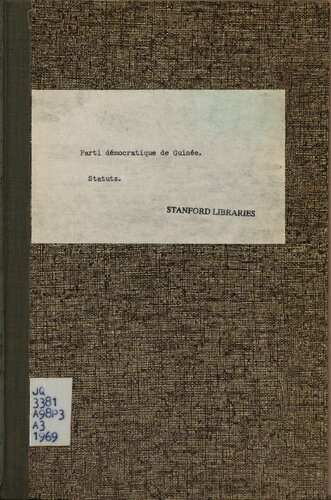 Parti démocratique de Guinée.
Statuts.
STANFORD LIBRARIES
JQ
3381
A98P3
A3
1969